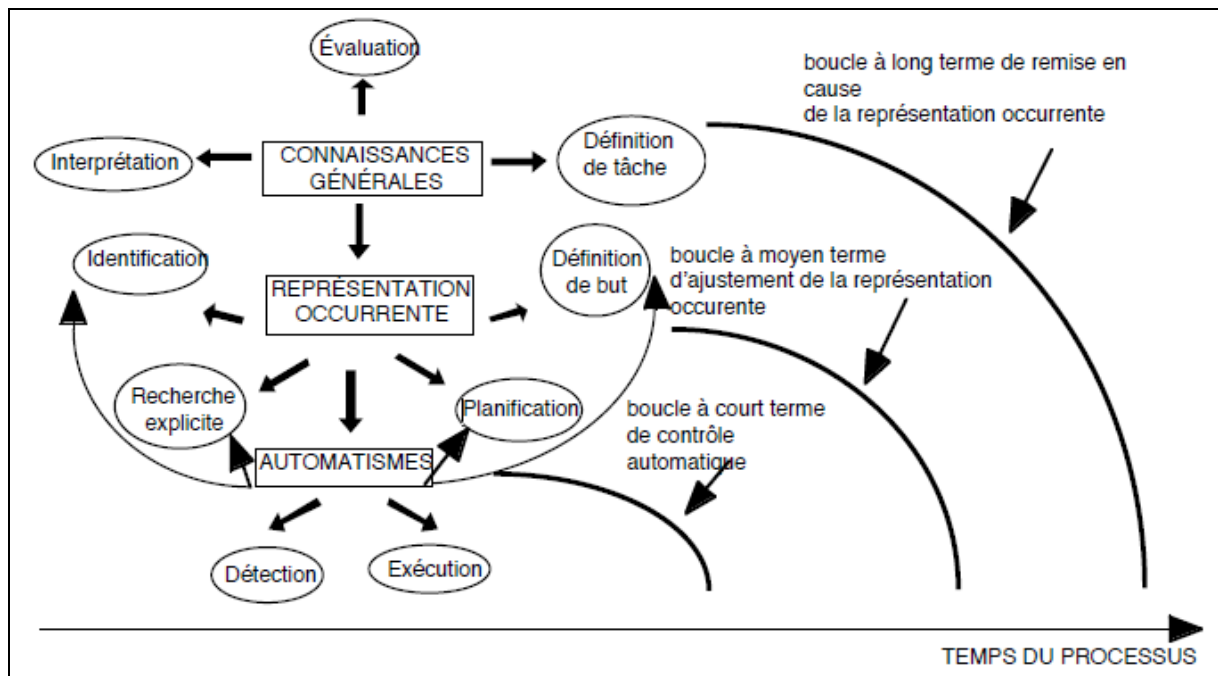 Évaluation
boucle à long terme de remise en
cause
de la représentation occurrente
Interprétation
CONNAISSANCES
GÉNÉRALES
Définition
de tâche
Identification
REPRÉSENTATION
OCCURRENTE
Définition
de but
boucle à moyen terme
d'ajustement de la représentation
occurente
Recherche
explicite
Planification
boucle à court terme
de contrôle
automatique
AUTOMATISMES
Détection
Exécution
TEMPS DU PROCESSUS